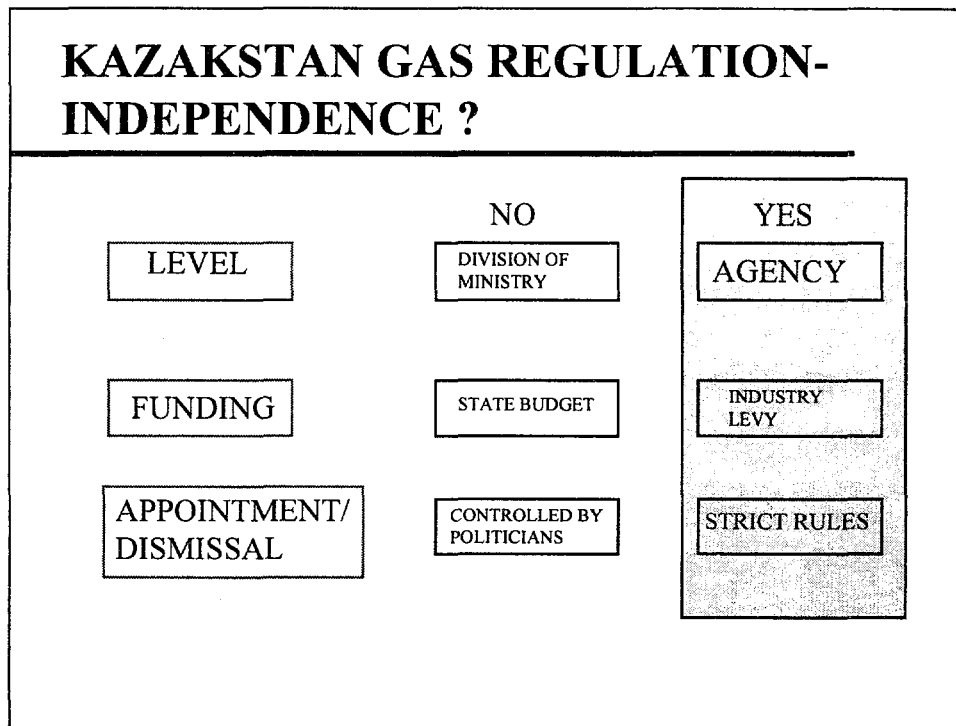 KAZAKSTAN GAS REGULATION-
INDEPENDENCE ?
NO
YES
LEVEL
DIVISION OF
MINISTRY
AGENCY
FUNDING
STATE BUDGET
INDUSTRY
LEVY
APPOINTMENT/
DISMISSAL
CONTROLLED BY
POLITICIANS
STRICT RULES